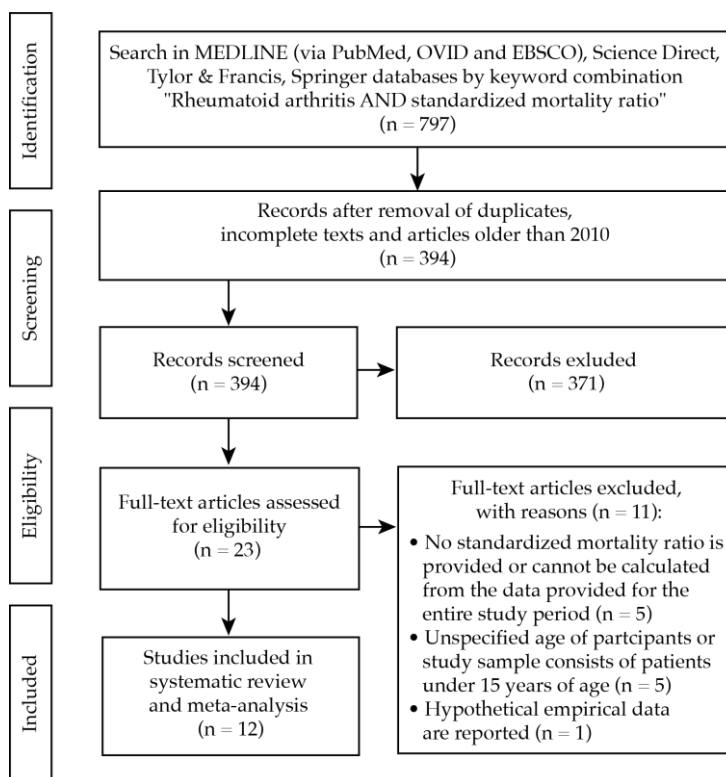 Identification
Search in MEDLINE (via PubMed, OVID and EBSCO), Science Direct,
Tylor & Francis, Springer databases by keyword combination
"Rheumatoid arthritis AND standardized mortality ratio"
(n = 797)
Screening
Records after removal of duplicates,
incomplete texts and articles older than 2010
(n = 394)
Records screened
(n = 394)
Records exluded
(n = 371)
Eligibility
Full-text articles assessed
for eligibility
(n = 23)
Full-text articles excluded,
with reasons (n = 11):
• No standardized mortality ratio is
provided or cannot be calculated
from the data provided for the
entire study period (n = 5)
• Unspecified age of partcipants or
study sample consists of patients
under 15 years of age (n = 5)
• Hypothetical empirical data
are reported (n = 1)
Included
Studies included in
systematic review
and meta-analysis
(n = 12)